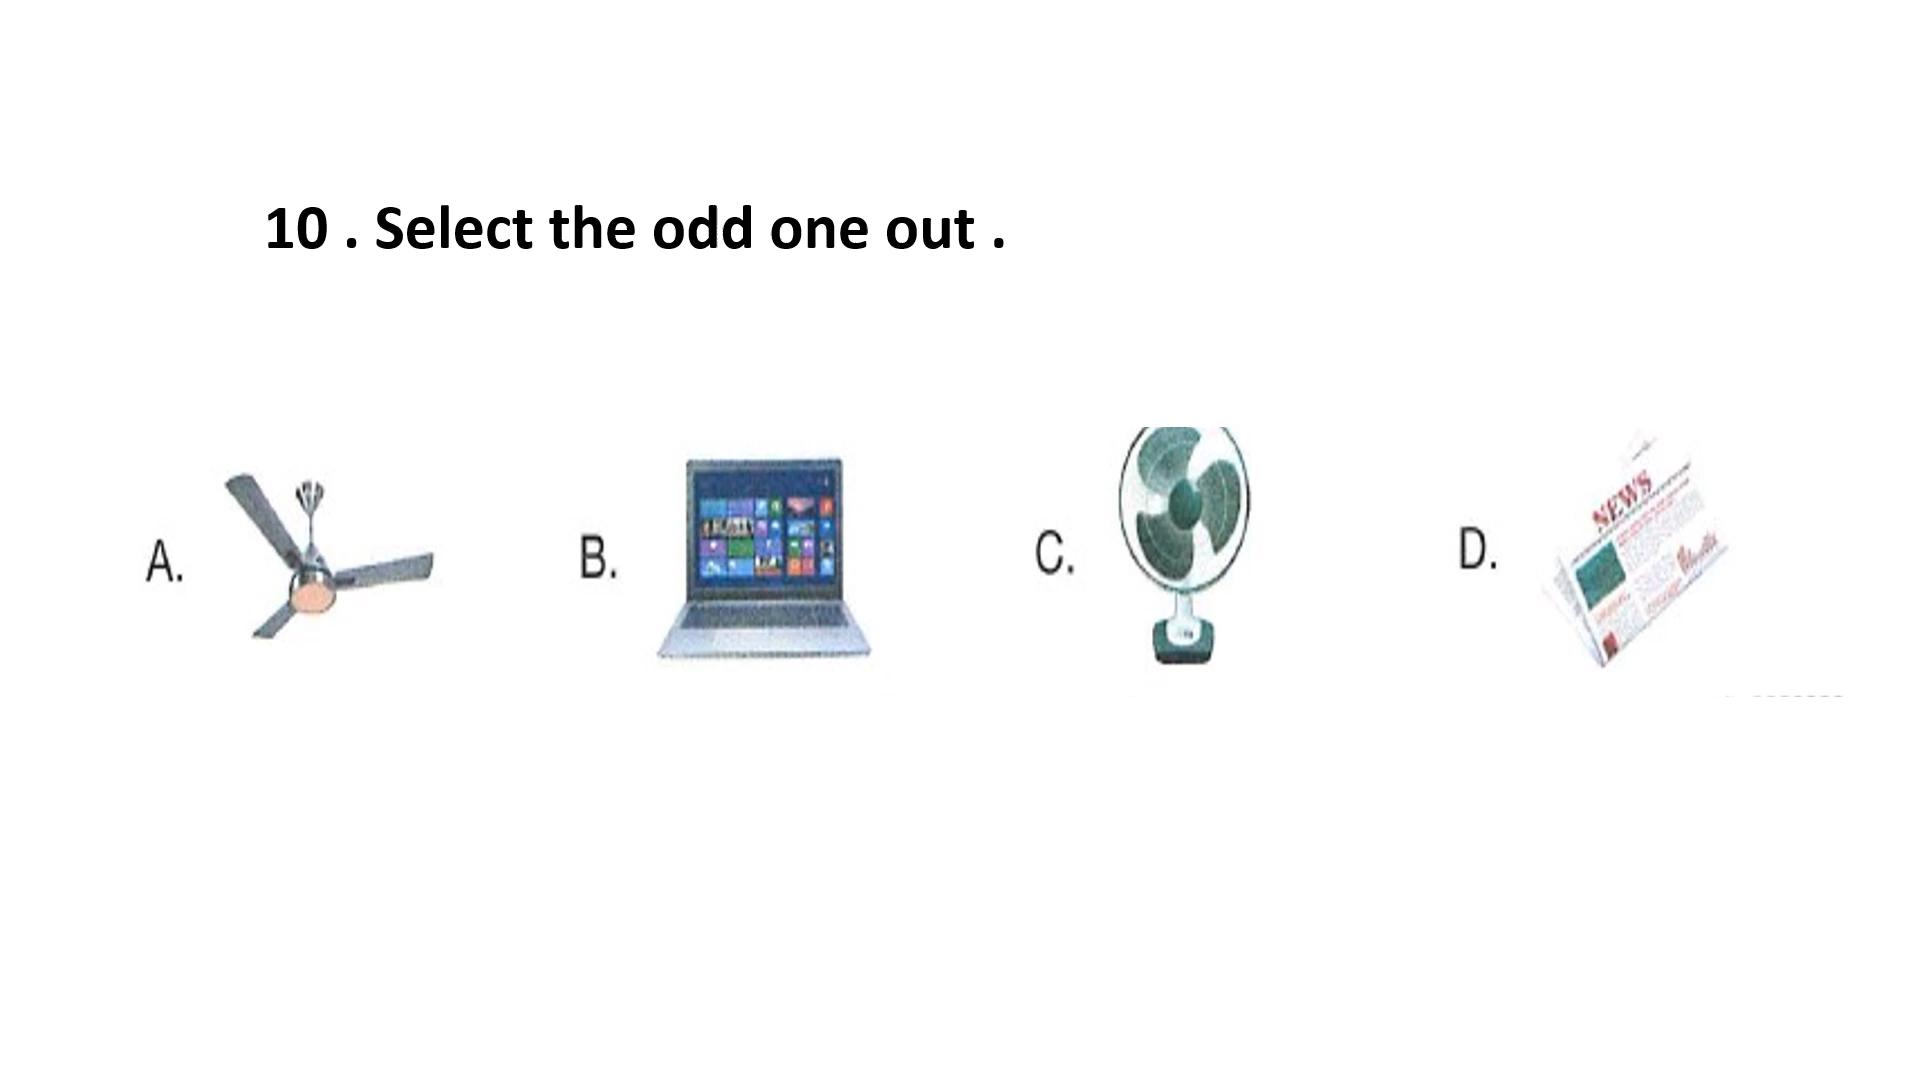 10 . Select the odd one out .
A.
B.
C.
D.
NEWS